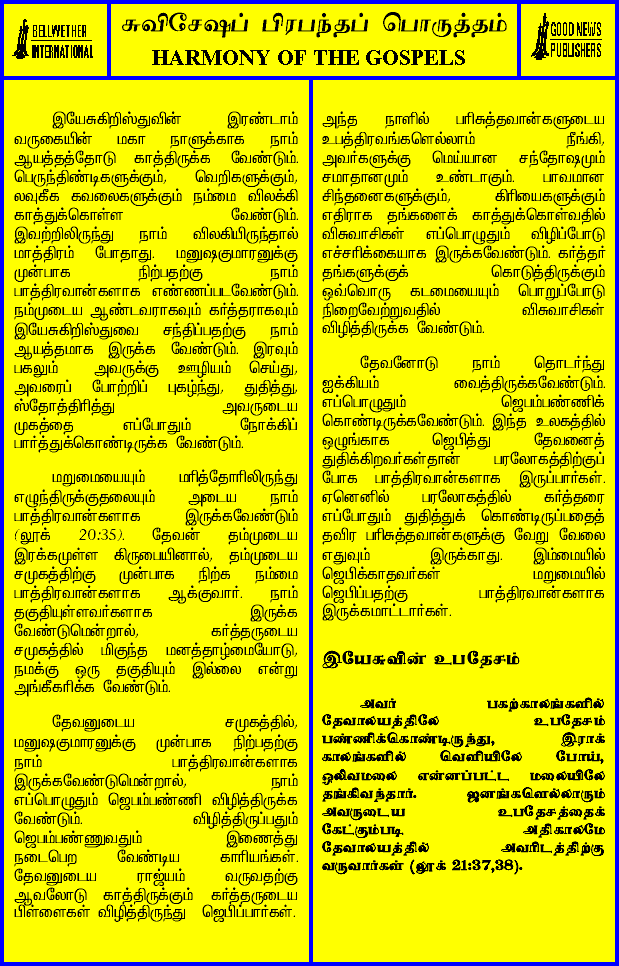 BELLWETHER
INTERNATIONAL
சுவிசேஷப் பிரபந்தப் பொருத்தம்
HARMONY OF THE GOSPELS
GOOD NEWS
PUBLISHERS
இயேசுகிறிஸ்துவின் இரண்டாம்
வருகையின் மகா நாளுக்காக நாம்
ஆயத்தத்தோடு காத்திருக்க வேண்டும்.
பெருந்திண்டிகளுக்கும், வெறிகளுக்கும்,
லவுகீக கவலைகளுக்கும் நம்மை விலக்கி
காத்துக்கொள்ள வேண்டும்.
இவற்றிலிருந்து நாம் விலகியிருந்தால்
மாத்திரம் போதாது. மனுஷகுமாரனுக்கு
முன்பாக நிற்பதற்கு நாம்
பாத்திரவான்களாக எண்ணப்படவேண்டும்.
நம்முடைய ஆண்டவராகவும் கர்த்தராகவும்
இயேசுகிறிஸ்துவை சந்திப்பதற்கு நாம்
ஆயத்தமாக இருக்க வேண்டும். இரவும்
பகலும் அவருக்கு ஊழியம் செய்து,
அவரைப் போற்றிப் புகழ்ந்து, துதித்து,
ஸ்தோத்திரித்து அவருடைய
முகத்தை எப்போதும் நோக்கிப்
பார்த்துக்கொண்டிருக்க வேண்டும்.
மறுமையையும் மரித்தோரிலிருந்து
எழுந்திருக்குதலையும் அடைய நாம்
பாத்திரவான்களாக இருக்கவேண்டும்
(லூக் 20:35). தேவன் தம்முடைய
இரக்கமுள்ள கிருபையினால், தம்முடைய
சமுகத்திற்கு முன்பாக நிற்க நம்மை
பாத்திரவான்களாக ஆக்குவார். நாம்
தகுதியுள்ளவர்களாக இருக்க
வேண்டுமென்றால், கர்த்தருடைய
சமுகத்தில் மிகுந்த மனத்தாழ்மையோடு,
நமக்கு ஒரு தகுதியும் இல்லை என்று
அங்கீகரிக்க வேண்டும்.
தேவனுடைய சமுகத்தில்,
மனுஷகுமாரனுக்கு முன்பாக நிற்பதற்கு
நாம் பாத்திரவான்களாக
இருக்கவேண்டுமென்றால், நாம்
எப்பொழுதும் ஜெபம்பண்ணி விழித்திருக்க
வேண்டும். விழித்திருப்பதும்
ஜெபம்பண்ணுவதும் இணைத்து
நடைபெற வேண்டிய காரியங்கள்.
தேவனுடைய ராஜ்யம் வருவதற்கு
ஆவலோடு காத்திருக்கும் கர்த்தருடைய
பிள்ளைகள் விழித்திருந்து ஜெபிப்பார்கள்.
அந்த நாளில் பரிசுத்தவான்களுடைய
உபத்திரவங்களெல்லாம் நீங்கி,
அவர்களுக்கு மெய்யான சந்தோஷமும்
சமாதானமும் உண்டாகும். பாவமான
சிந்தனைகளுக்கும், கிரியைகளுக்கும்
எதிராக தங்களைக் காத்துக்கொள்வதில்
விசுவாசிகள் எப்பொழுதும் விழிப்போடு
எச்சரிக்கையாக இருக்கவேண்டும். கர்த்தர்
தங்களுக்குக் கொடுத்திருக்கும்
ஒவ்வொரு கடமையையும் பொறுப்போடு
நிறைவேற்றுவதில் விசுவாசிகள்
விழித்திருக்க வேண்டும்.
தேவனோடு நாம் தொடர்ந்து
ஐக்கியம் வைத்திருக்கவேண்டும்.
எப்பொழுதும் ஜெபம்பண்ணிக்
கொண்டிருக்கவேண்டும். இந்த உலகத்தில்
ஒழுங்காக ஜெபித்து தேவனைத்
துதிக்கிறவர்கள்தான் பரலோகத்திற்குப்
போக பாத்திரவான்களாக இருப்பார்கள்.
ஏனெனில் பரலோகத்தில் கர்த்தரை
எப்போதும் துதித்துக் கொண்டிருப்பதைத்
தவிர பரிசுத்தவான்களுக்கு வேறு வேலை
எதுவும் இருக்காது. இம்மையில்
ஜெபிக்காதவர்கள் மறுமையில்
ஜெபிப்பதற்கு பாத்திரவான்களாக
இருக்கமாட்டார்கள்.
இயேசுவின் உபதேசம்
அவர் பகற்காலங்களில்
தேவாலயத்திலே உபதேசம்
பண்ணிக்கொண்டிருந்து, இராக்
காலங்களில் வெளியிலே போய்,
ஒலிவமலை என்னப்பட்ட மலையிலே
தங்கிவந்தார். ஜனங்களெல்லாரும்
அவருடைய உபதேசத்தைக்
கேட்கும்படி அதிகாலமே
தேவாலயத்தில் அவரிடத்திற்கு
வருவார்கள் (லூக் 21:37,38).